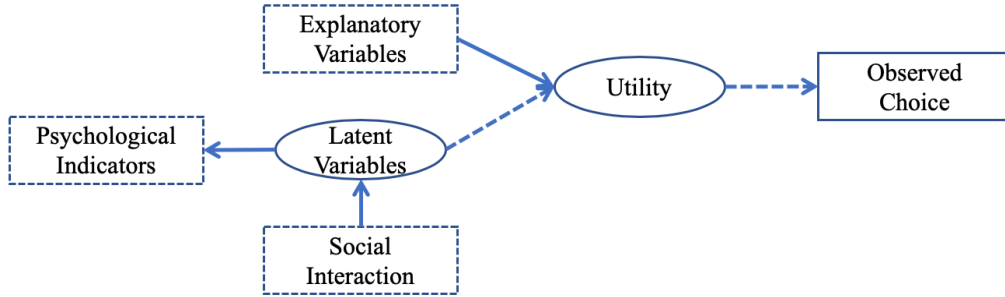 Explanatory
Variables
Utility
Observed
Choice
Psychological
Indicators
Latent
Variables
Social
Interaction